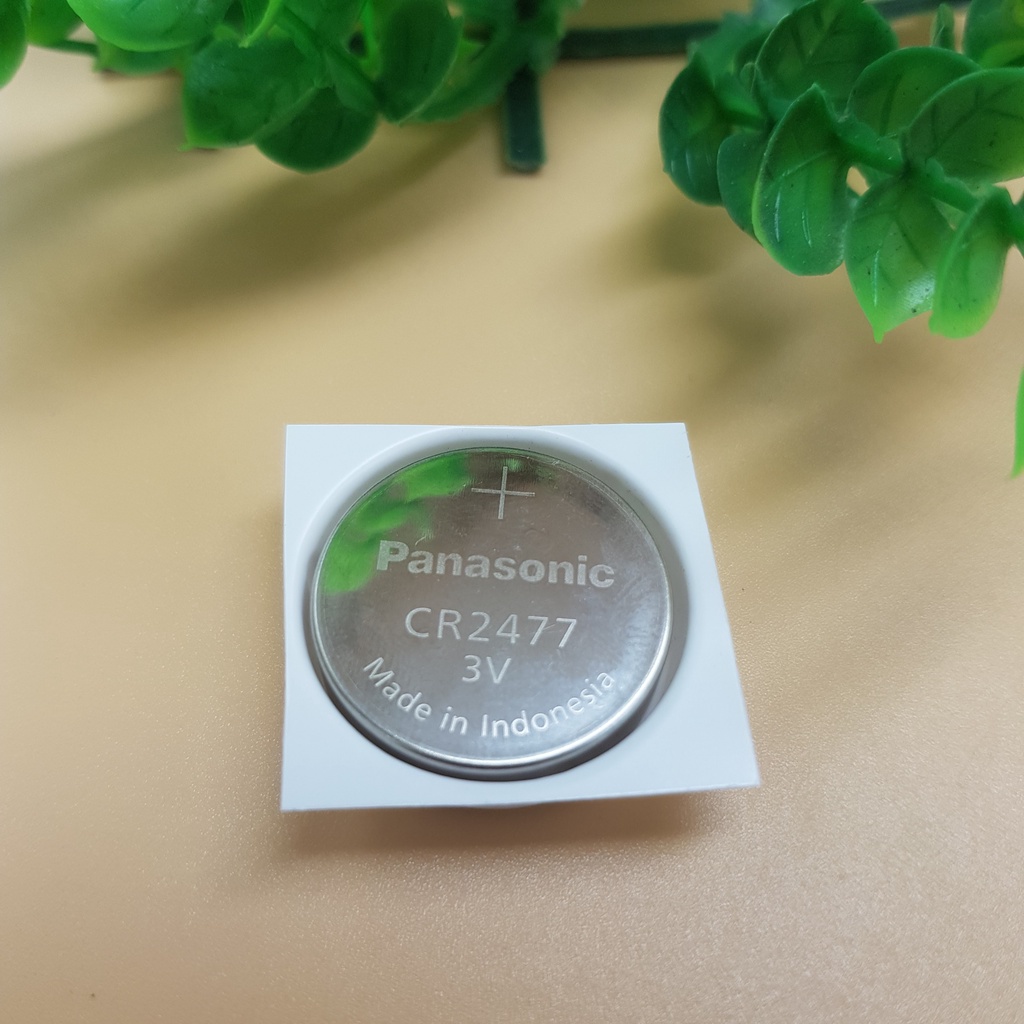 +
Panasonic
CR2477
3V
Made in Indonesia